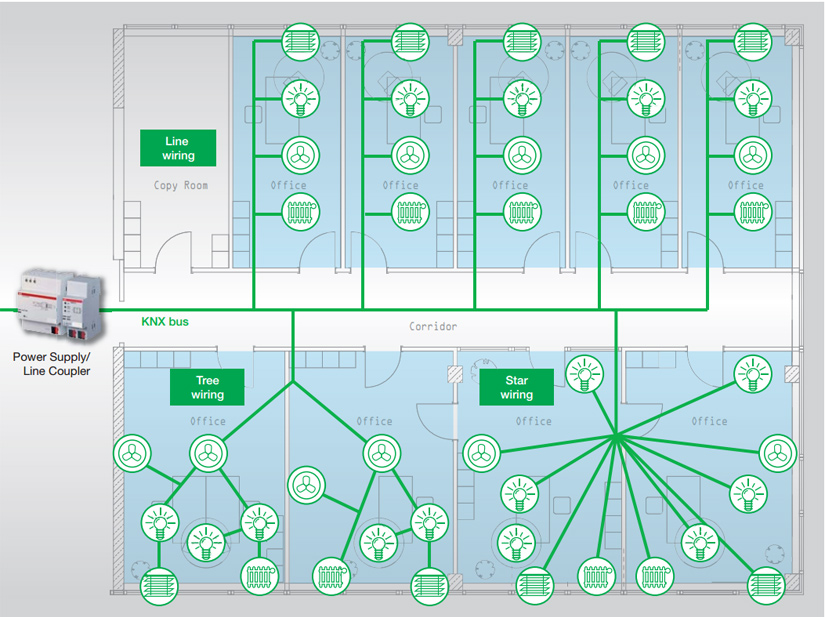 Line
wiring
Copy Room
Office
Office
Office
Office
Office
KNX bus
Corridor
Power Supply/
Line Coupler
Tree
wiring
Star
wiring
Office
Office
Office
Office